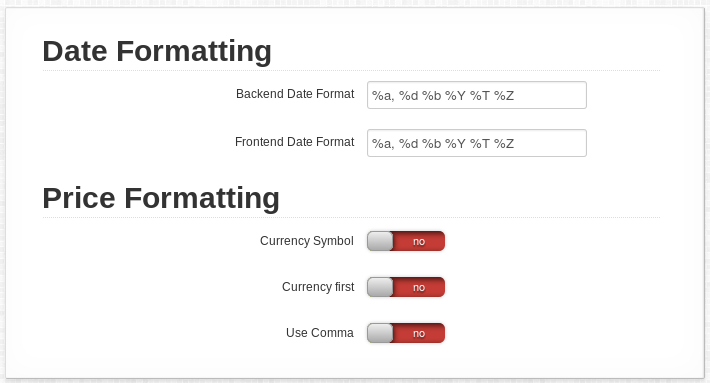 Date Formatting
Backend Date Format %a, %d %b %Y %T %Z
Frontend Date Format %a, %d %b %Y %T %Z
Price Formatting
Currency Symbol no
Currency first no
Use Comma no